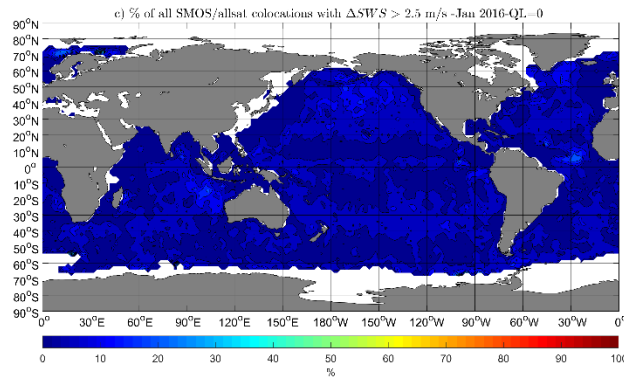 c) % of all SMOS/allsat colocations with ΔSWS > 2.5 m/s -Jan 2016-QL=0
90°N
80°N
70°N
60°N
50°N
40°N
30°N
20°N
10°N
0°
10°S
20°S
30°S
40°S
50°S
60°S
70°S
80°S
90°S
0° 30°E 60°E 90°E 120°E 150°E 180°W 150°W 120°W 90°W 60°W 30°W 0°
0 10 20 30 40 50 60 70 80 90 100
%